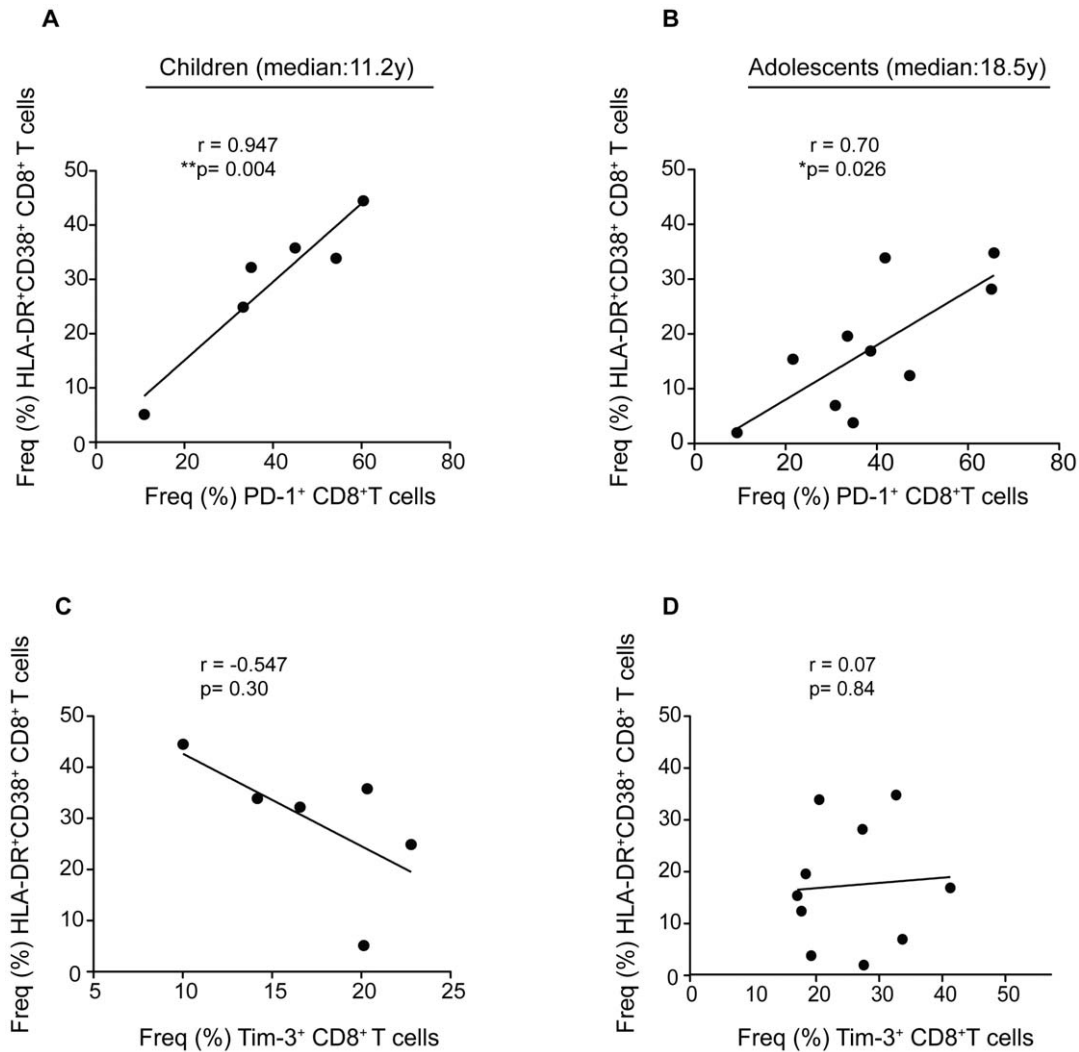 A
Children (median:11.2y)
r = 0.947
**p= 0.004
Freq (%) HLA-DR⁺CD38⁺ CD8⁺ T cells
50
40
30
20
10
0
0 20 40 60 80
Freq (%) PD-1⁺ CD8⁺T cells
B
Adolescents (median:18.5y)
r = 0.70
*p= 0.026
Freq (%) HLA-DR⁺CD38⁺ CD8⁺ T cells
50
40
30
20
10
0
0 20 40 60 80
Freq (%) PD-1⁺ CD8⁺T cells
C
r = -0.547
p= 0.30
Freq (%) HLA-DR⁺CD38⁺ CD8⁺ T cells
50
40
30
20
10
0
5 10 15 20 25
Freq (%) Tim-3⁺ CD8⁺ T cells
D
r = 0.07
p= 0.84
Freq (%) HLA-DR⁺CD38⁺ CD8⁺ T cells
50
40
30
20
10
0
0 20 30 40 50
Freq (%) Tim-3⁺ CD8⁺T cells